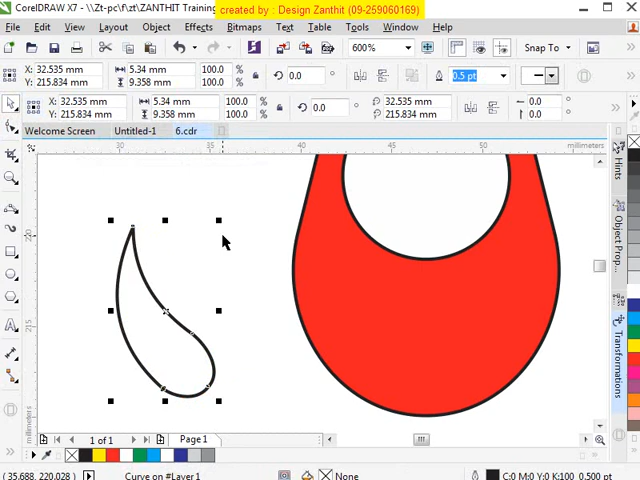 CorelDRAW X7 - \\Zt-pc\f\zt\ZANTHIT Training
created by : Design Zanthit (09-259060169)
File Edit View Layout Object Effects Bitmaps Text Table Tools Window
600% Snap To
X: 32.535 mm 5.34 mm 100.0 % 0.0 0.5 pt
Y: 215.834 mm 9.358 mm 100.0 %
X: 32.535 mm 5.34 mm 100.0 % 0.0 32.535 mm 0.0
Y: 215.834 mm 9.358 mm 100.0 % 215.834 mm 0.0
Welcome Screen Untitled-1 6.cdr
30 35 45 50 millimeters
Hints
Object Prop...
Transformations
220
215
millimeters
1 of 1 Page 1
(35.688, 220.028) Curve on #Layer1 None C:0 M:0 Y:0 K:100 0.500 pt